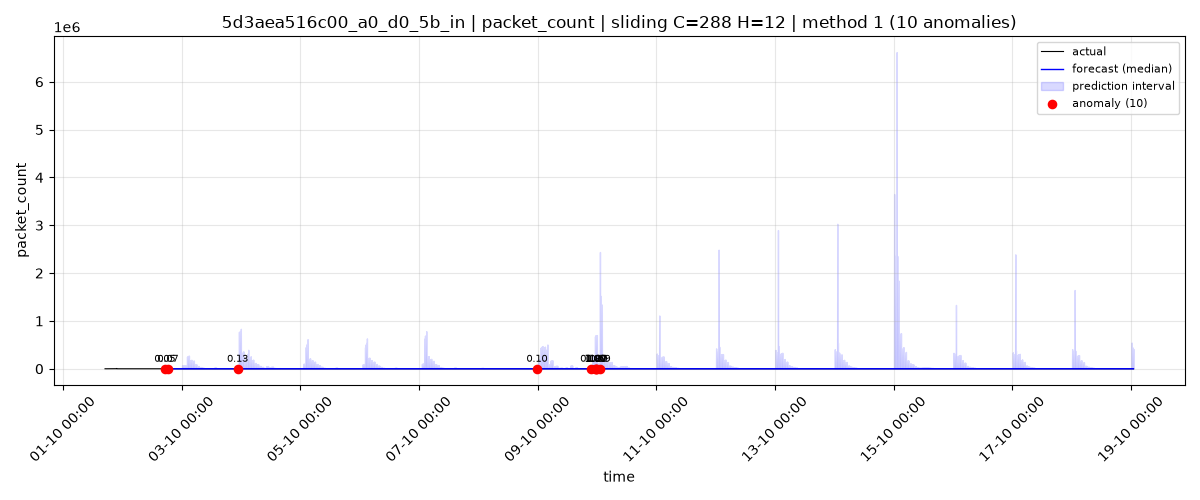 5d3aea516c00_a0_d0_5b_in | packet_count | sliding C=288 H=12 | method 1 (10 anomalies)
1e6
actual
forecast (median)
prediction interval
anomaly (10)
packet_count
6
5
4
3
2
1
0
0.07
0.13
0.10
01-10 00:00
03-10 00:00
05-10 00:00
07-10 00:00
09-10 00:00
11-10 00:00
13-10 00:00
15-10 00:00
17-10 00:00
19-10 00:00
time